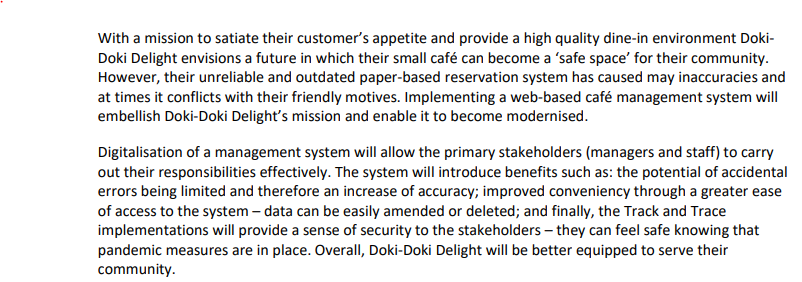 With a mission to satiate their customer’s appetite and provide a high quality dine-in environment Doki-
Doki Delight envisions a future in which their small café can become a ‘safe space’ for their community.
However, their unreliable and outdated paper-based reservation system has caused may inaccuracies and
at times it conflicts with their friendly motives. Implementing a web-based café management system will
embellish Doki-Doki Delight’s mission and enable it to become modernised.
Digitalisation of a management system will allow the primary stakeholders (managers and staff) to carry
out their responsibilities effectively. The system will introduce benefits such as: the potential of accidental
errors being limited and therefore an increase of accuracy; improved conveniency through a greater ease
of access to the system – data can be easily amended or deleted; and finally, the Track and Trace
implementations will provide a sense of security to the stakeholders – they can feel safe knowing that
pandemic measures are in place. Overall, Doki-Doki Delight will be better equipped to serve their
community.